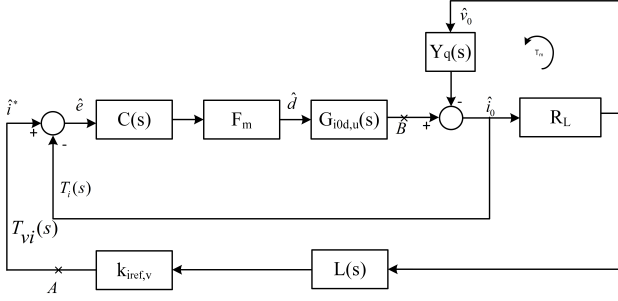 v̂₀
Yq(s)
î*
ê
d̂
î₀
C(s)
Fm
Gi0d,u(s)
RL
+
-
+
-
B
Ti(s)
Tvi(s)
kiref,v
L(s)
A